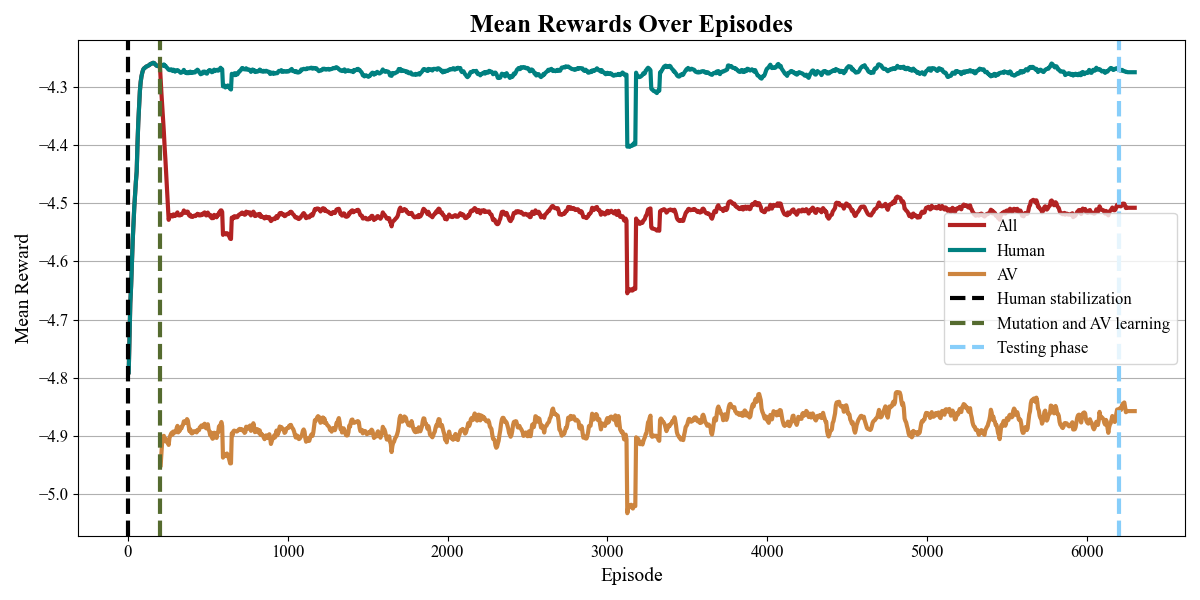 Mean Rewards Over Episodes
Mean Reward
−4.3
−4.4
−4.5
−4.6
−4.7
−4.8
−4.9
−5.0
All
Human
AV
Human stabilization
Mutation and AV learning
Testing phase
0 1000 2000 3000 4000 5000 6000
Episode